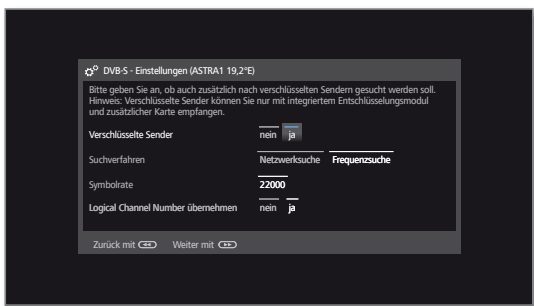 DVB-S - Einstellungen (ASTRA1 19,2°E)
Bitte geben Sie an, ob auch zusätzlich nach verschlüsselten Sendern gesucht werden soll.
Hinweis: Verschlüsselte Sender können Sie nur mit integriertem Entschlüsselungsmodul
und zusätzlicher Karte empfangen.
Verschlüsselte Sender nein ja
Suchverfahren Netzwerksuche Frequenzsuche
Symbolrate 22000
Logical Channel Number übernehmen nein ja
Zurück mit Weiter mit